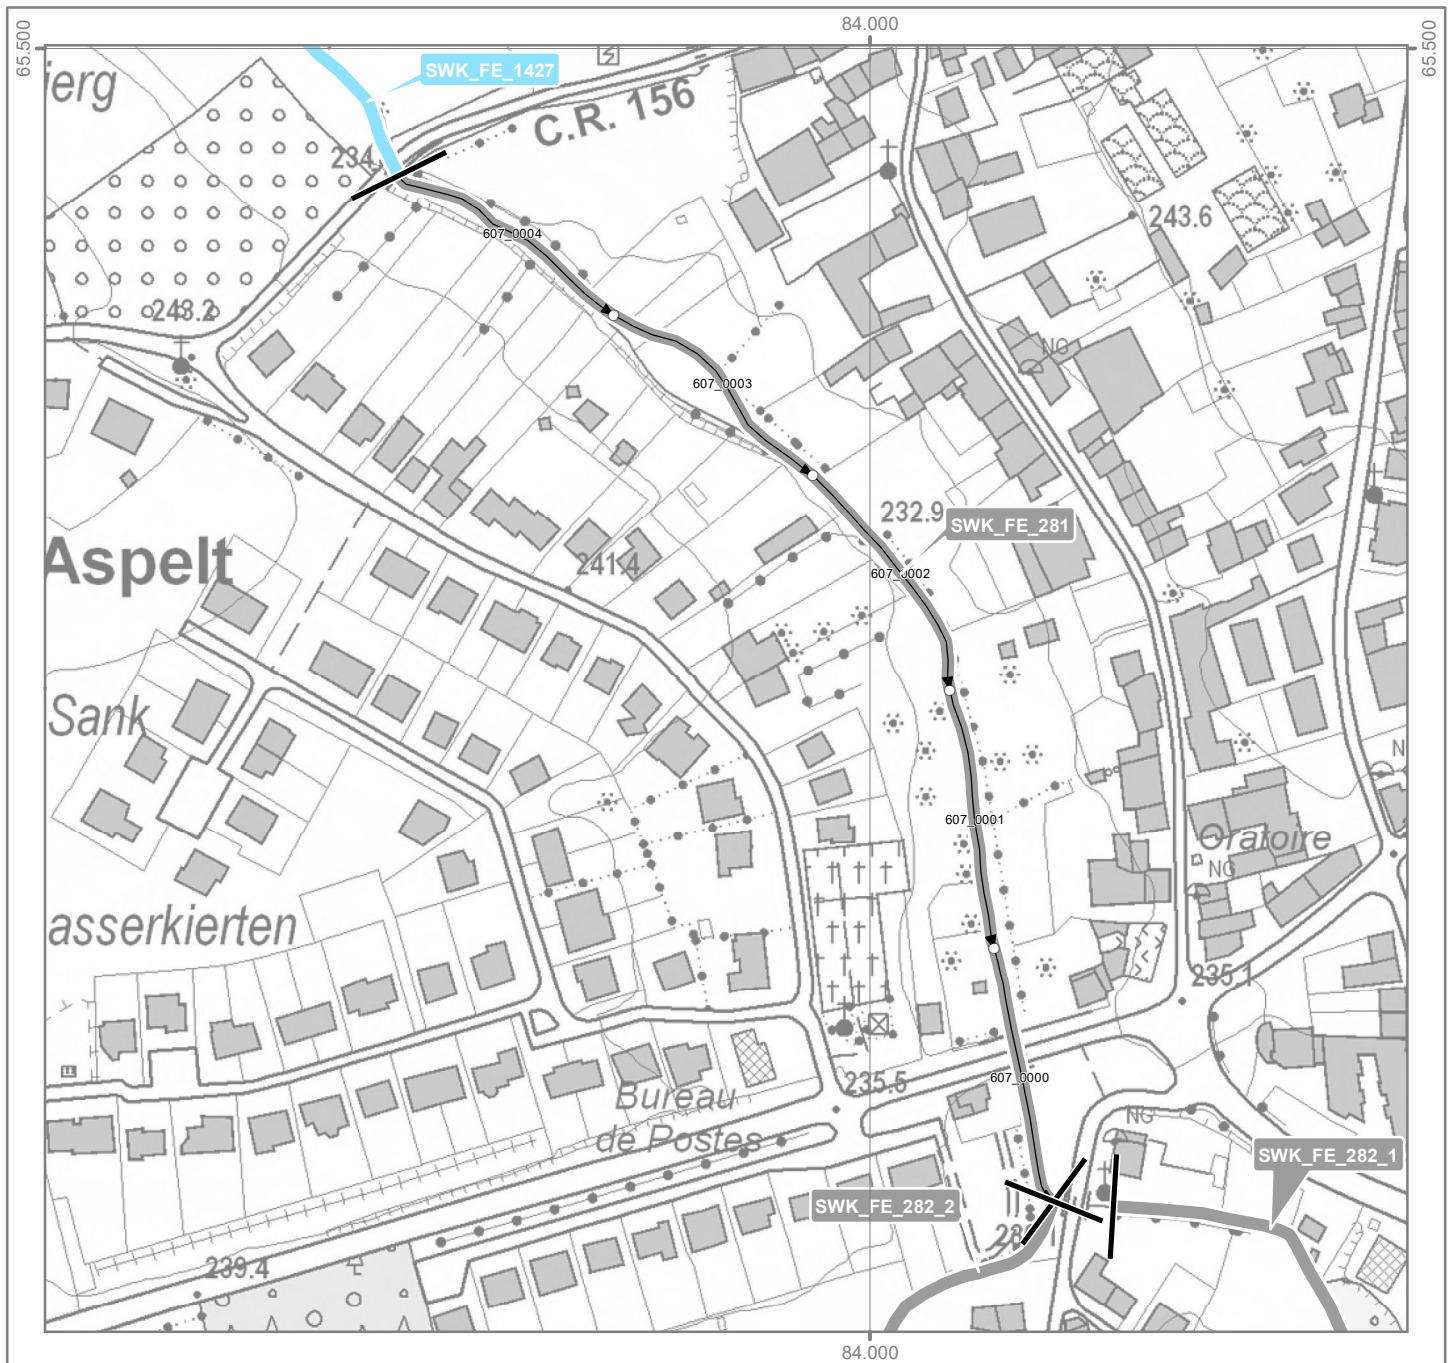 84.000
65.500
65.500
SWK_FE_1427
ierg
C.R. 156
234
607_0004
243.6
243.2
NG
607_0003
232.9
SWK_FE_281
Aspelt
241.4
607_0002
Sank
607_0001
Oratoire
NG
asserkierten
235.1
607_0000
235.5
Bureau
de Postes
NG
SWK_FE_282_1
SWK_FE_282_2
239.4
84.000